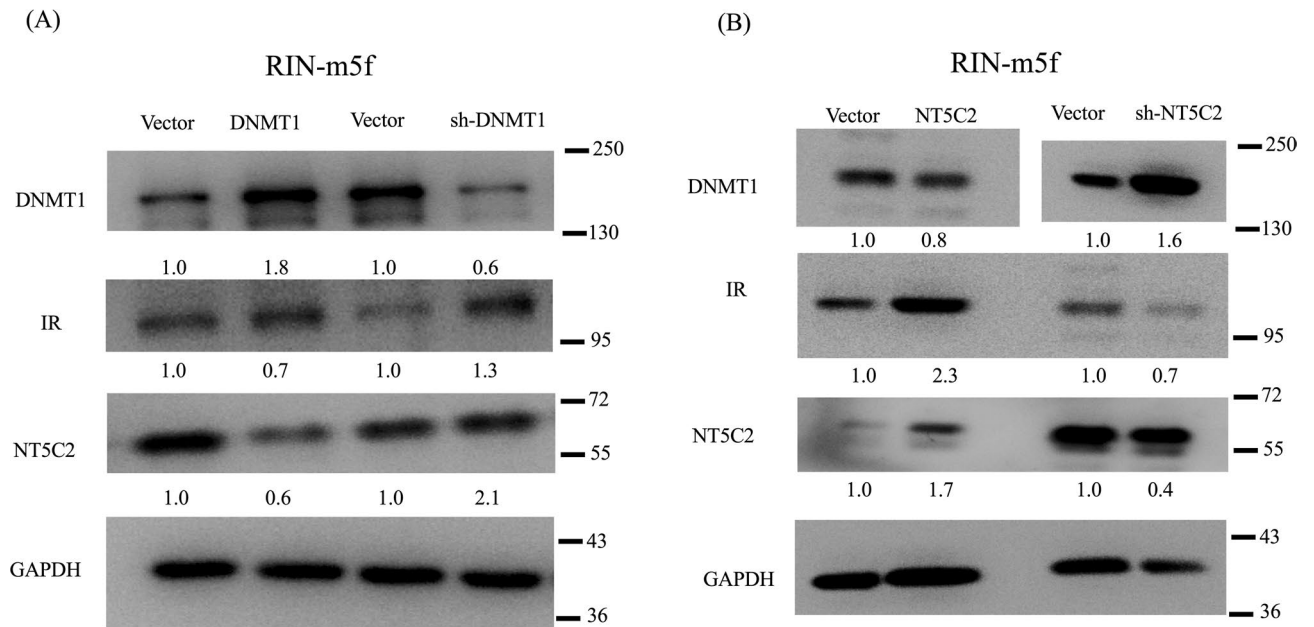 (A)
RIN-m5f
Vector DNMT1 Vector sh-DNMT1
250
DNMT1
130
1.0 1.8 1.0 0.6
IR
95
1.0 0.7 1.0 1.3
72
NT5C2
55
1.0 0.6 1.0 2.1
43
GAPDH
36
(B)
RIN-m5f
Vector NT5C2 Vector sh-NT5C2
250
DNMT1
130
1.0 0.8 1.0 1.6
IR
95
1.0 2.3 1.0 0.7
72
NT5C2
55
1.0 1.7 1.0 0.4
43
GAPDH
36